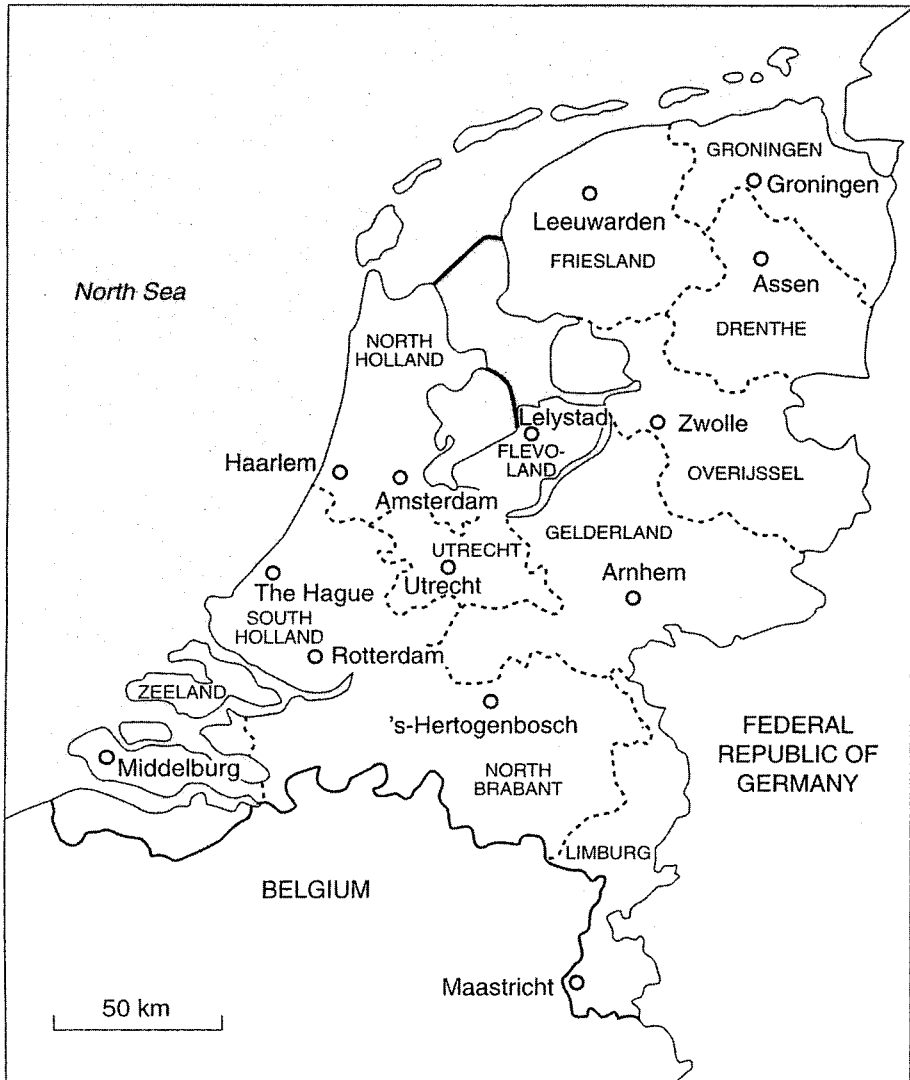 GRONINGEN
Groningen
Leeuwarden
FRIESLAND
Assen
North Sea
DRENTHE
NORTH
HOLLAND
Lelystad
Zwolle
FLEVO-
LAND
Haarlem
OVERIJSSEL
Amsterdam
GELDERLAND
UTRECHT
Utrecht
Arnhem
The Hague
SOUTH
HOLLAND
Rotterdam
ZEELAND
's-Hertogenbosch
FEDERAL
REPUBLIC OF
GERMANY
Middelburg
NORTH
BRABANT
LIMBURG
BELGIUM
Maastricht
50 km